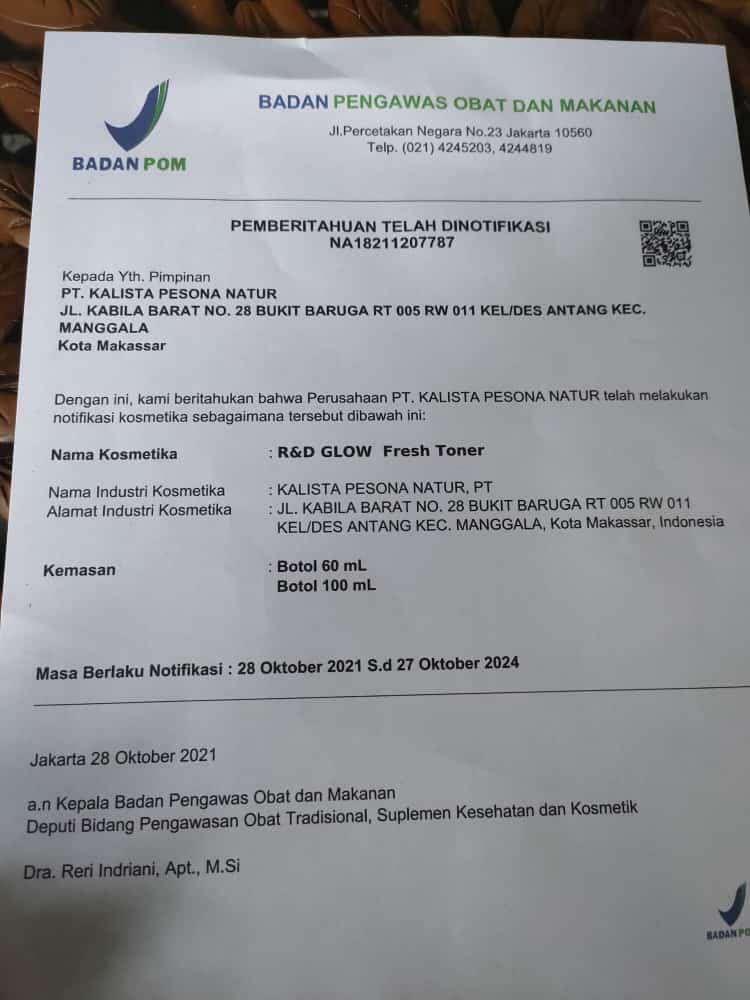 BADAN POM
BADAN PENGAWAS OBAT DAN MAKANAN
Jl.Percetakan Negara No.23 Jakarta 10560
Telp. (021) 4245203, 4244819
PEMBERITAHUAN TELAH DINOTIFIKASI
NA18211207787
Kepada Yth. Pimpinan
PT. KALISTA PESONA NATUR
JL. KABILA BARAT NO. 28 BUKIT BARUGA RT 005 RW 011 KEL/DES ANTANG KEC.
MANGGALA
Kota Makassar
Dengan ini, kami beritahukan bahwa Perusahaan PT. KALISTA PESONA NATUR telah melakukan
notifikasi kosmetika sebagaimana tersebut dibawah ini:
Nama Kosmetika : R&D GLOW Fresh Toner
Nama Industri Kosmetika : KALISTA PESONA NATUR, PT
Alamat Industri Kosmetika : JL. KABILA BARAT NO. 28 BUKIT BARUGA RT 005 RW 011
KEL/DES ANTANG KEC. MANGGALA, Kota Makassar, Indonesia
Kemasan : Botol 60 mL
Botol 100 mL
Masa Berlaku Notifikasi : 28 Oktober 2021 S.d 27 Oktober 2024
Jakarta 28 Oktober 2021
a.n Kepala Badan Pengawas Obat dan Makanan
Deputi Bidang Pengawasan Obat Tradisional, Suplemen Kesehatan dan Kosmetik
Dra. Reri Indriani, Apt., M.Si
BADAN PO